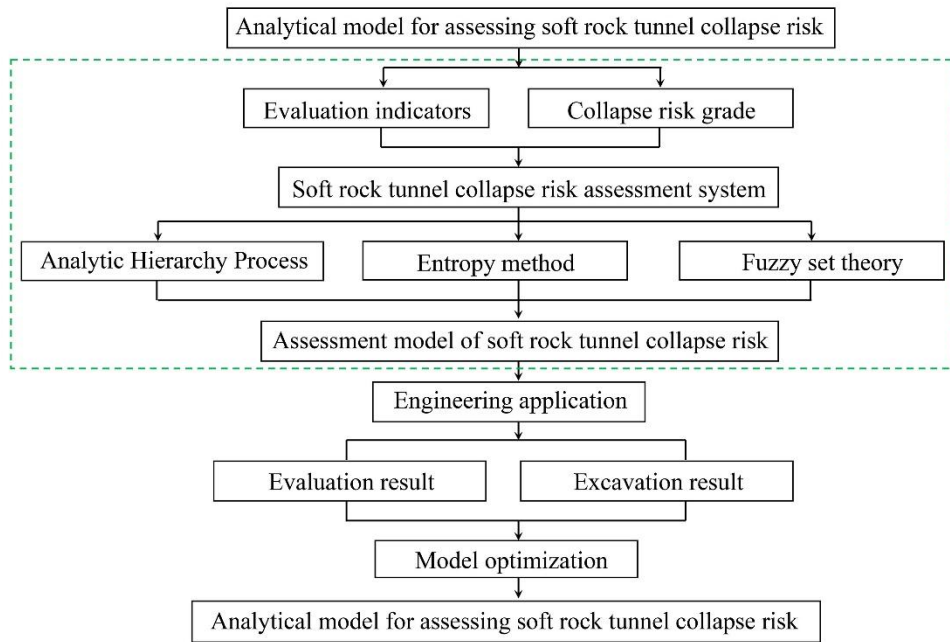 Analytical model for assessing soft rock tunnel collapse risk
Evaluation indicators
Collapse risk grade
Soft rock tunnel collapse risk assessment system
Analytic Hierarchy Process
Entropy method
Fuzzy set theory
Assessment model of soft rock tunnel collapse risk
Engineering application
Evaluation result
Excavation result
Model optimization
Analytical model for assessing soft rock tunnel collapse risk